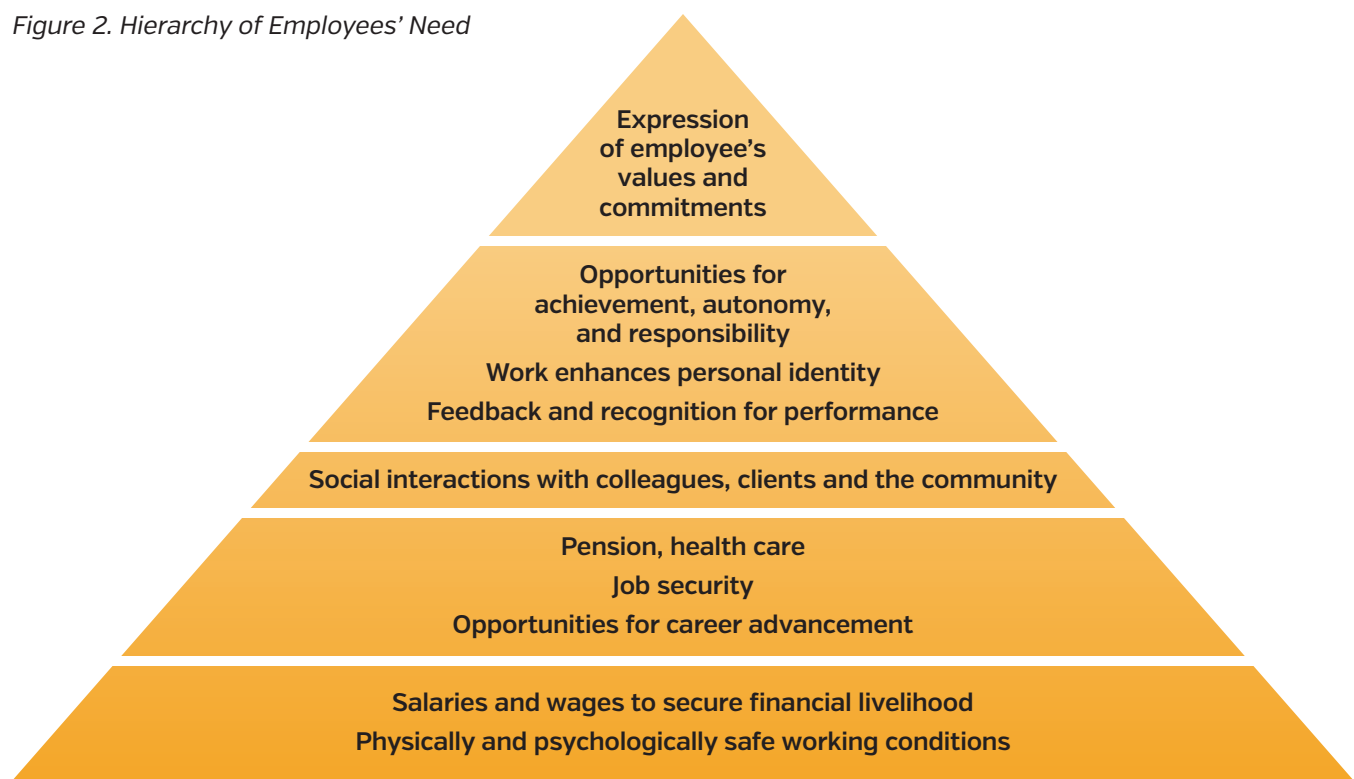 Figure 2. Hierarchy of Employees’ Need
Expression
of employee’s
values and
commitments
Opportunities for
achievement, autonomy,
and responsibility
Work enhances personal identity
Feedback and recognition for performance
Social interactions with colleagues, clients and the community
Pension, health care
Job security
Opportunities for career advancement
Salaries and wages to secure financial livelihood
Physically and psychologically safe working conditions